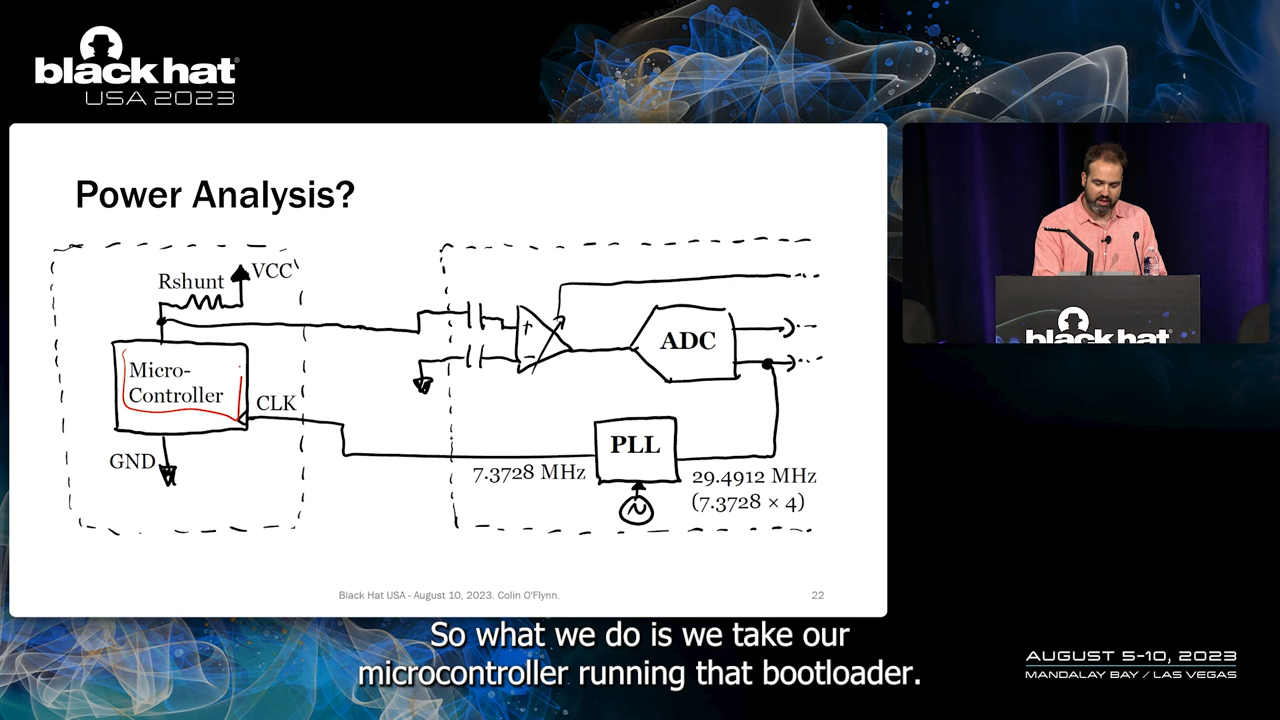 black hat
USA 2023
Power Analysis?
Rshunt
VCC
Micro-
Controller
CLK
GND
+
−
ADC
PLL
7.3728 MHz
29.4912 MHz
(7.3728 × 4)
Black Hat USA - August 10, 2023. Colin O'Flynn.
22
black hat
So what we do is we take our
microcontroller running that bootloader.
AUGUST 5-10, 2023
MANDALAY BAY / LAS VEGAS